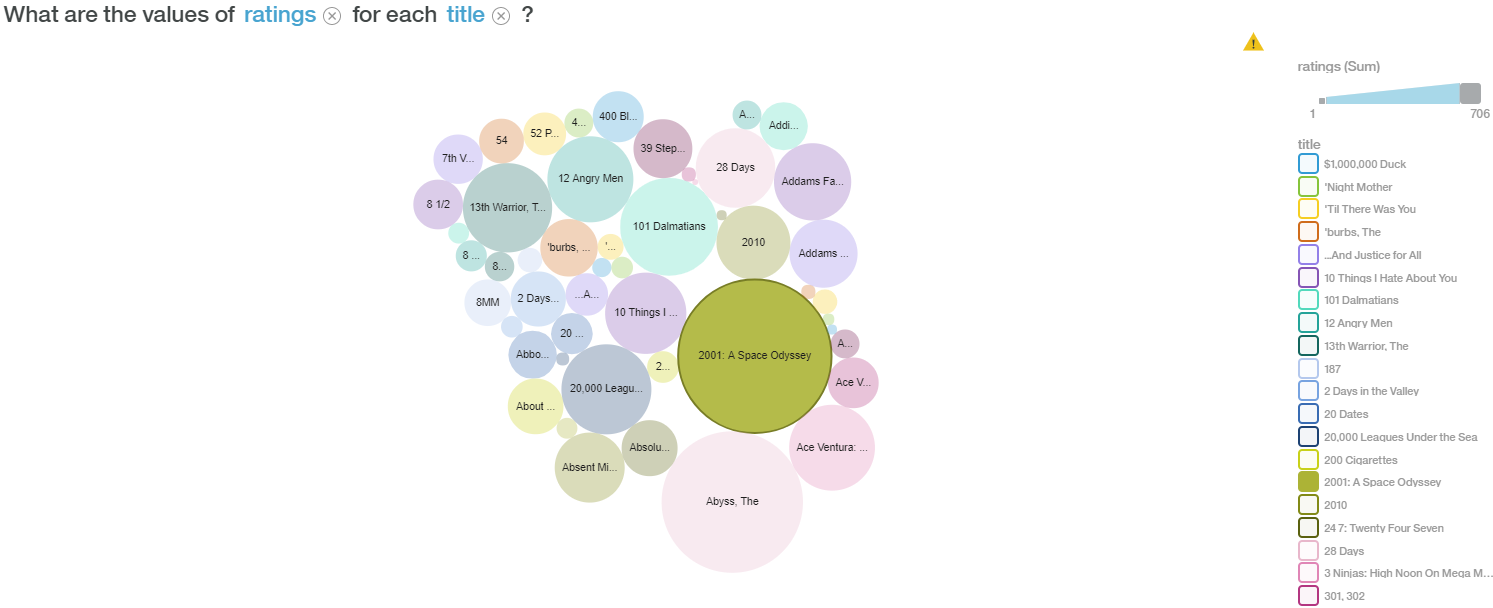 What are the values of ratings for each title ?
ratings (Sum)
1 706
title
$1,000,000 Duck
'Night Mother
'Til There Was You
'burbs, The
...And Justice for All
10 Things I Hate About You
101 Dalmatians
12 Angry Men
13th Warrior, The
187
2 Days in the Valley
20 Dates
20,000 Leagues Under the Sea
200 Cigarettes
2001: A Space Odyssey
2010
24 7: Twenty Four Seven
28 Days
3 Ninjas: High Noon On Mega M...
301, 302
400 Bl...
4...
A...
Addi...
52 P...
54
39 Step...
7th V...
28 Days
12 Angry Men
Addams Fa...
8 1/2
13th Warrior, T...
101 Dalmatians
2010
'burbs, ...
'...
Addams ...
8 ...
8...
...A...
2 Days...
8MM
10 Things I ...
20 ...
A...
Abbo...
2001: A Space Odyssey
2...
Ace V...
20,000 Leagu...
About ...
Absolu...
Ace Ventura: ...
Absent Mi...
Abyss, The